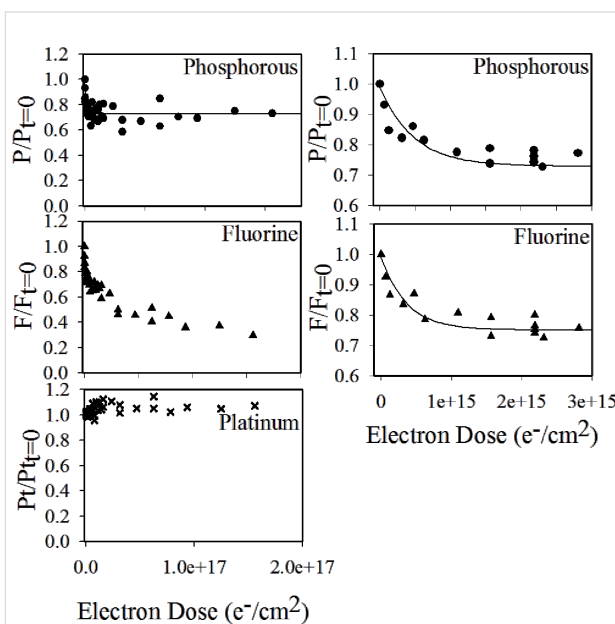 1.2
1.0
0.8
0.6
0.4
0.2
0.0
P/Pt=0
Phosphorous
1.2
1.0
0.8
0.6
0.4
0.2
0.0
F/Ft=0
Fluorine
1.2
1.0
0.8
0.6
0.4
0.2
0.0
Pt/Ptt=0
Platinum
0.0 1.0e+17 2.0e+17
Electron Dose (e-/cm2)
1.1
1.0
0.9
0.8
0.7
0.6
P/Pt=0
Phosphorous
1.1
1.0
0.9
0.8
0.7
0.6
F/Ft=0
Fluorine
0 1e+15 2e+15 3e+15
Electron Dose (e-/cm2)